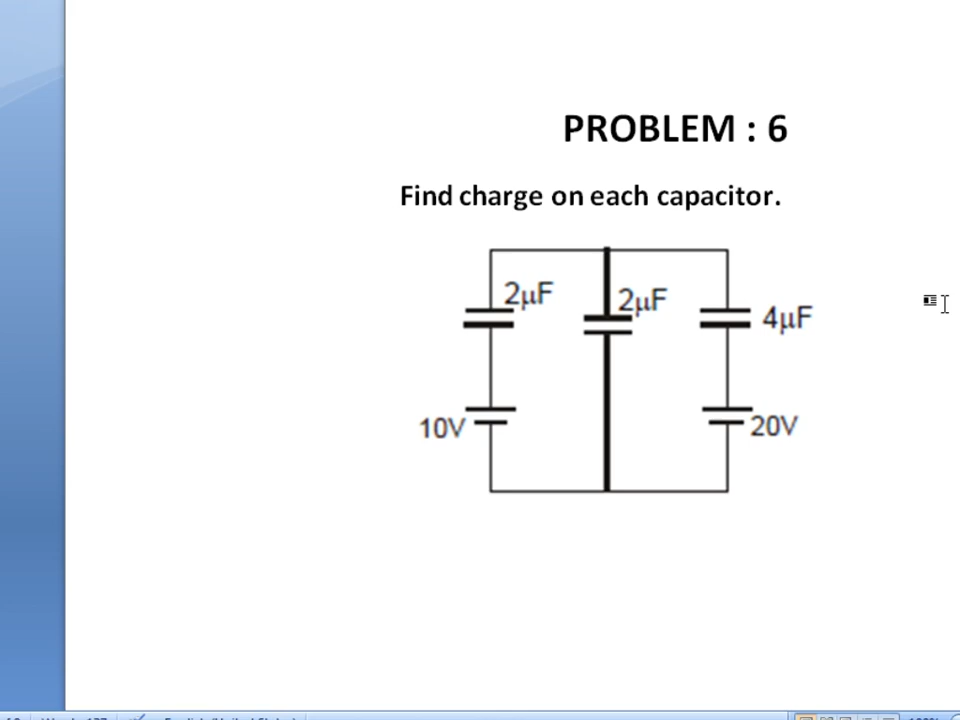 PROBLEM : 6
Find charge on each capacitor.
2µF
2µF
4µF
10V
20V